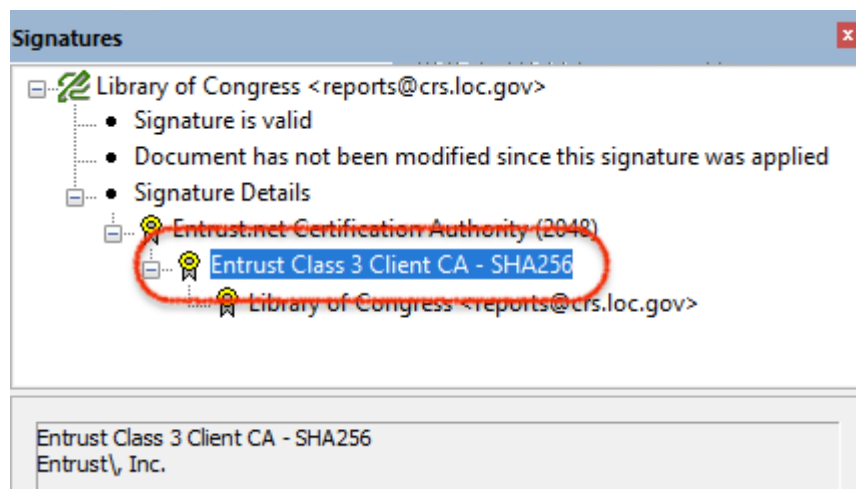 Signatures
Library of Congress <reports@crs.loc.gov>
Signature is valid
Document has not been modified since this signature was applied
Signature Details
Entrust.net Certification Authority (2048)
Entrust Class 3 Client CA - SHA256
Library of Congress <reports@crs.loc.gov>
Entrust Class 3 Client CA - SHA256
Entrust\, Inc.